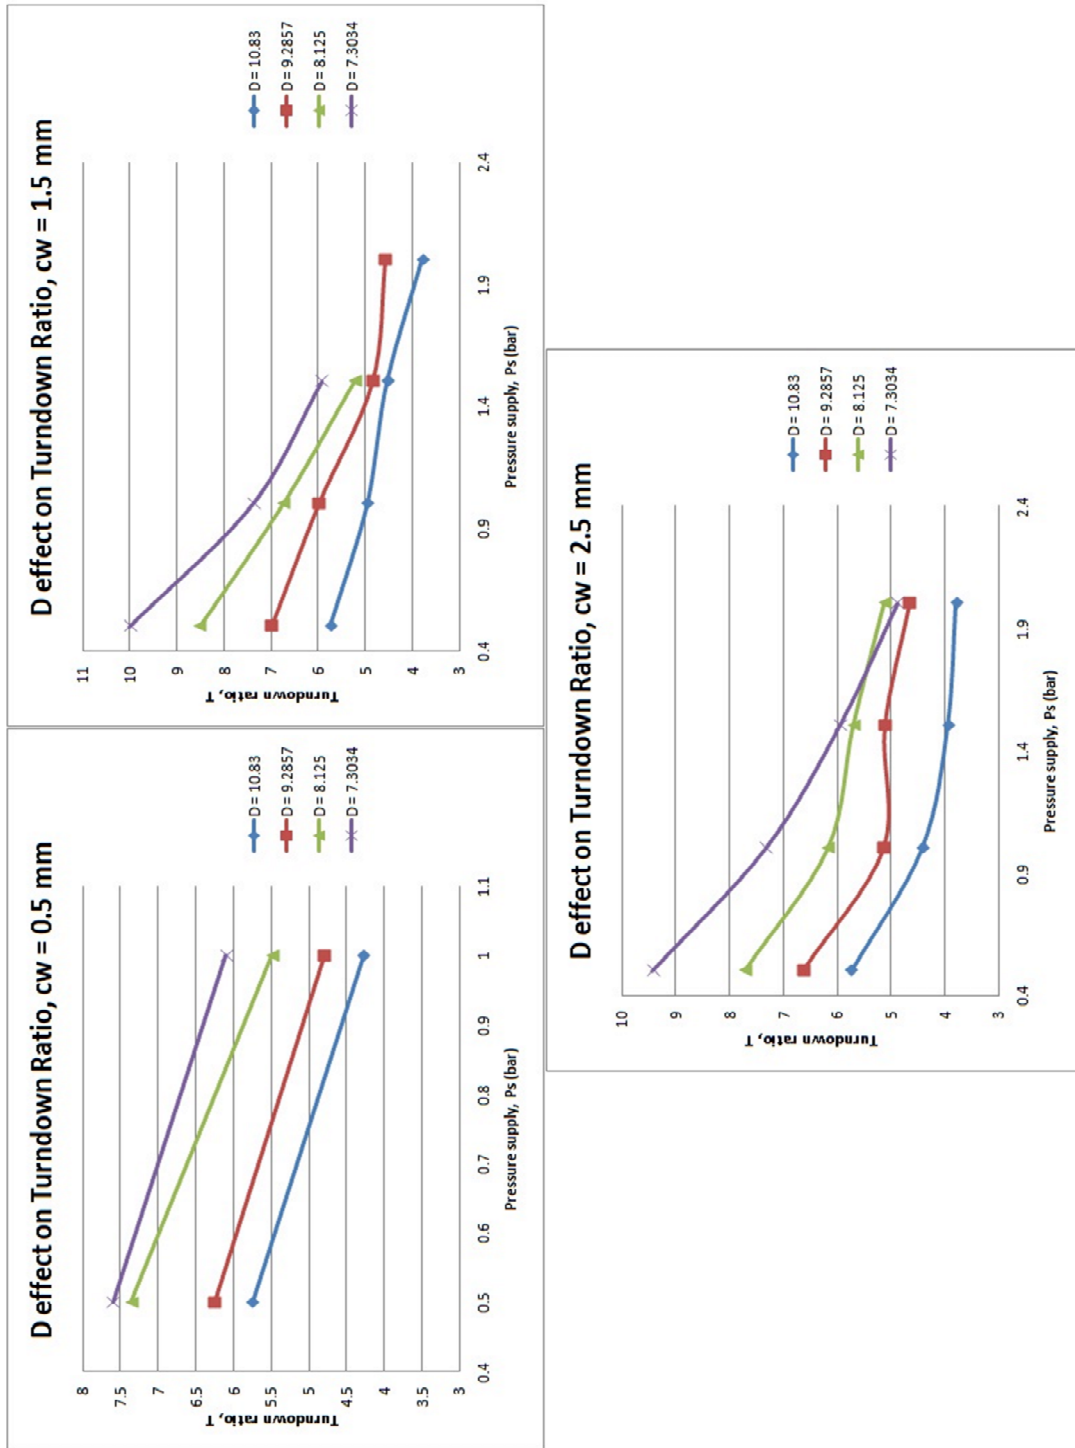 D effect on Turndown Ratio, cw = 0.5 mm
8
7.5
7
6.5
6
5.5
5
4.5
4
3.5
3
Turndown ratio, T
0.4
0.5
0.6
0.7
0.8
0.9
1
1.1
Pressure supply, Ps (bar)
D = 10.83
D = 9.2857
D = 8.125
D = 7.3034
D effect on Turndown Ratio, cw = 1.5 mm
11
10
9
8
7
6
5
4
3
Turndown ratio, T
0.4
0.9
1.4
1.9
2.4
Pressure supply, Ps (bar)
D = 10.83
D = 9.2857
D = 8.125
D = 7.3034
D effect on Turndown Ratio, cw = 2.5 mm
10
9
8
7
6
5
4
3
Turndown ratio, T
0.4
0.9
1.4
1.9
2.4
Pressure supply, Ps (bar)
D = 10.83
D = 9.2857
D = 8.125
D = 7.3034